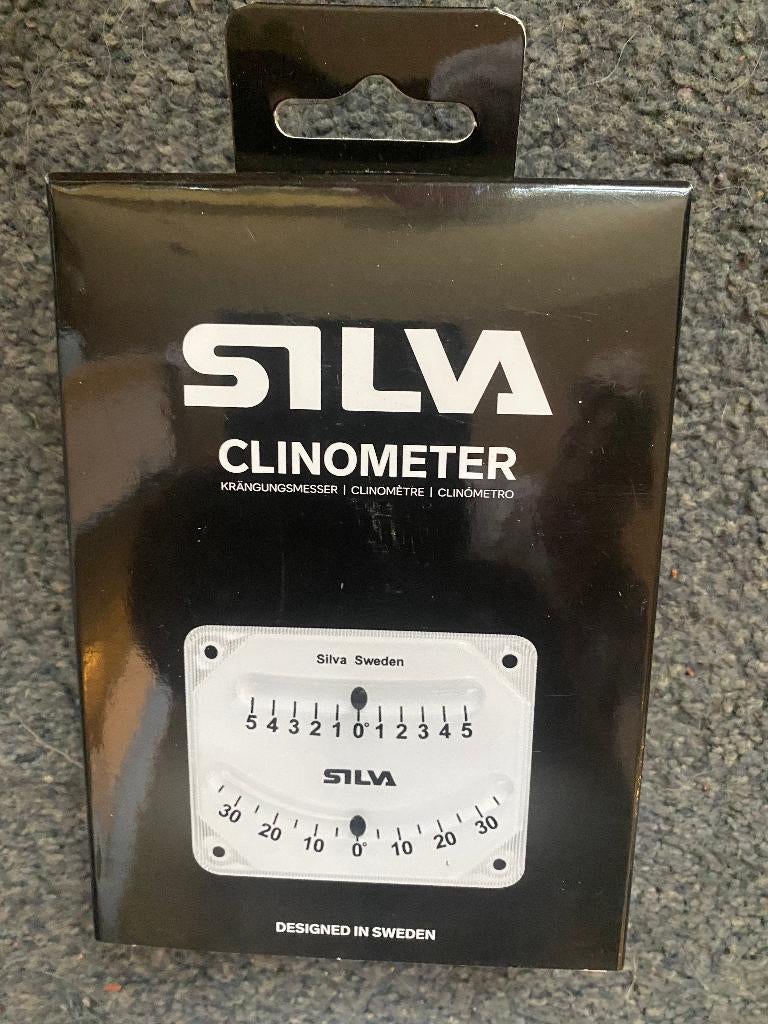 SILVA
CLINOMETER
KRÄNGUNGSMESSER | CLINOMÈTRE | CLINÓMETRO
Silva Sweden
5 4 3 2 1 0° 1 2 3 4 5
SILVA
30 20 10 0° 10 20 30
DESIGNED IN SWEDEN